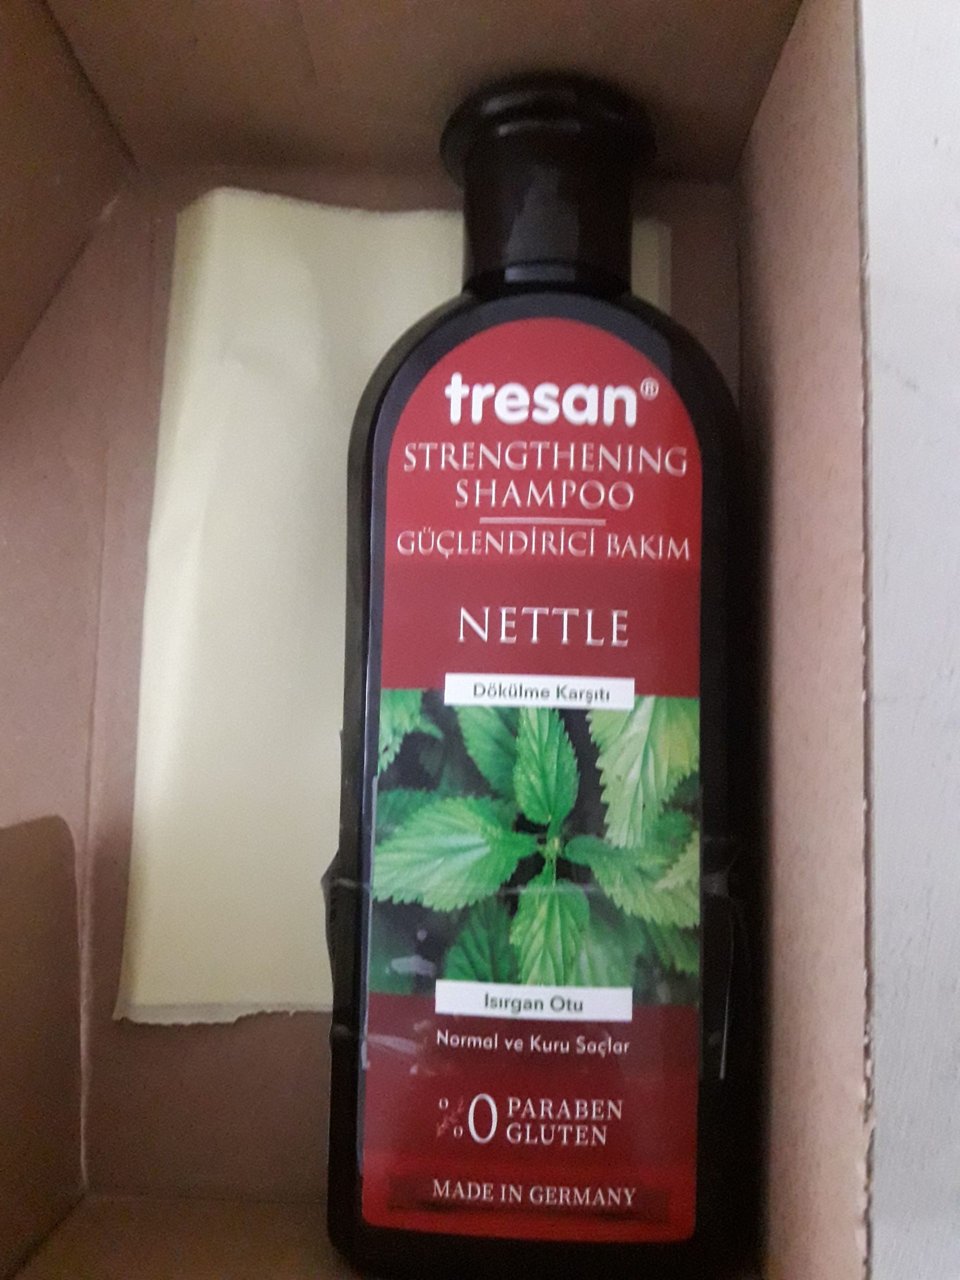 tresan®
STRENGTHENING
SHAMPOO
GÜÇLENDİRİCİ BAKIM
NETTLE
Dökülme Karşıtı
İsırgan Otu
Normal ve Kuru Saçlar
%0 PARABEN
GLUTEN
MADE IN GERMANY